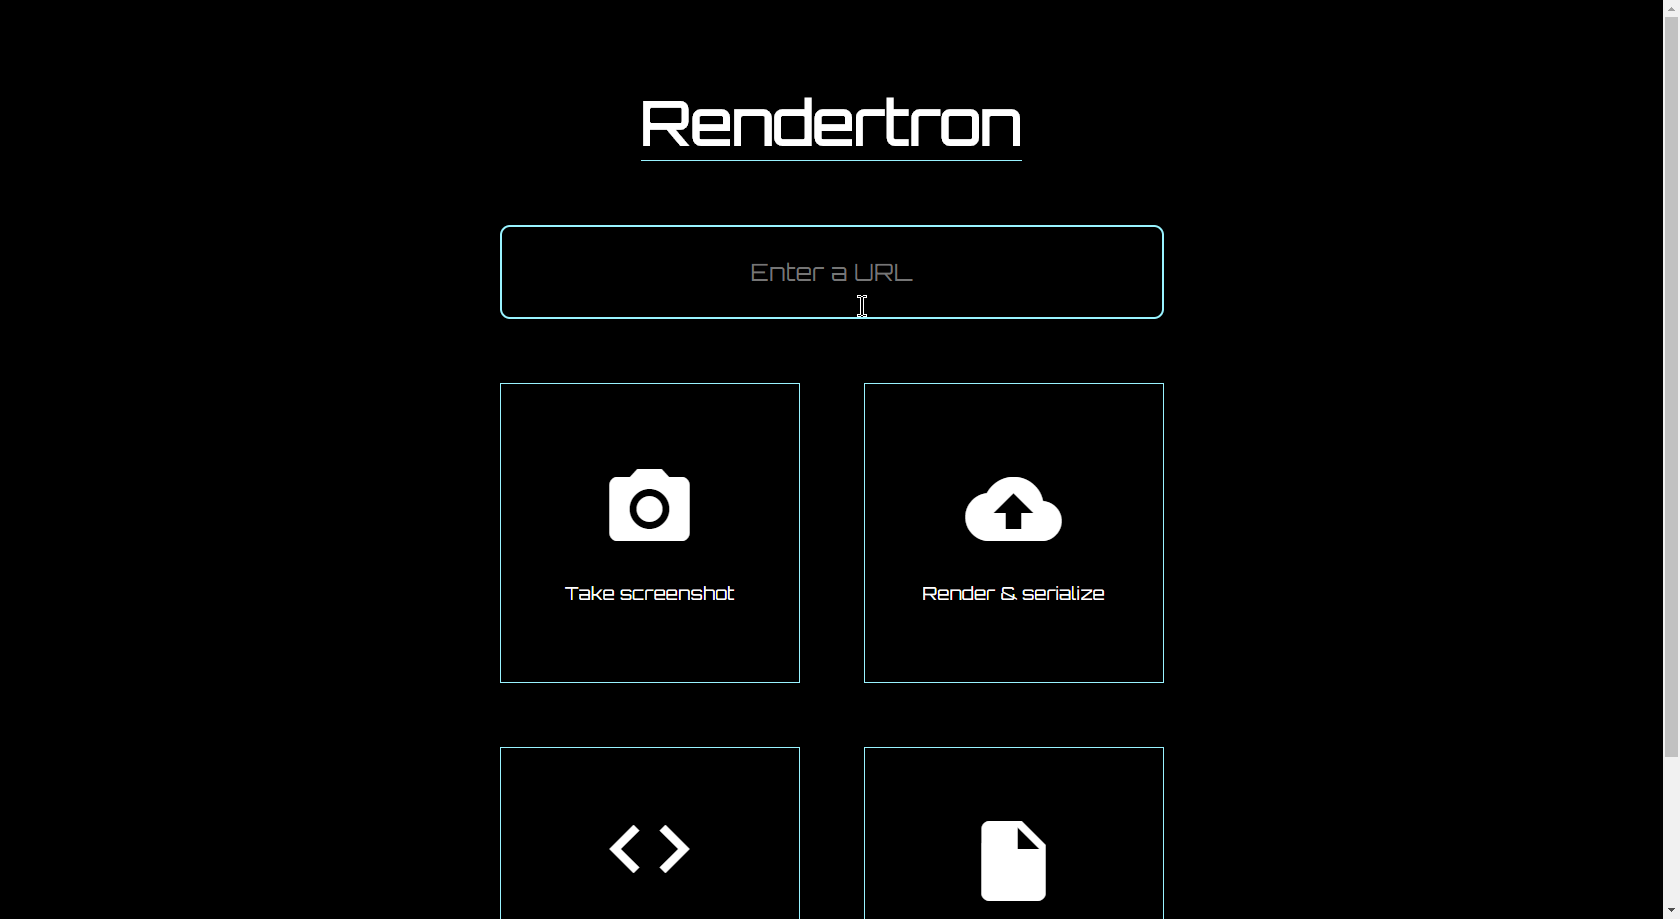 Rendertron
Enter a URL
Take screenshot
Render & serialize